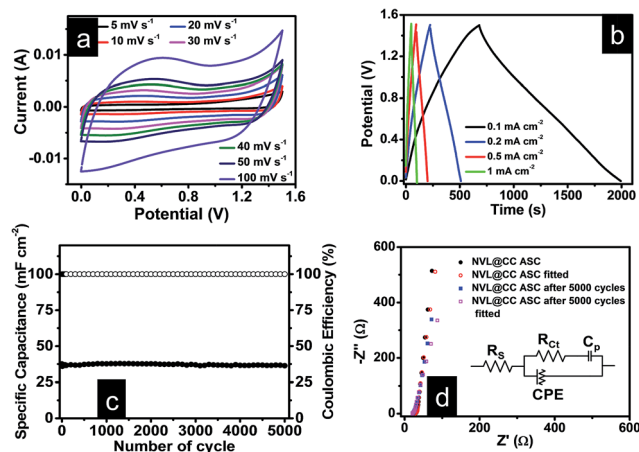 a
5 mV s⁻¹
20 mV s⁻¹
10 mV s⁻¹
30 mV s⁻¹
40 mV s⁻¹
50 mV s⁻¹
100 mV s⁻¹
Current (A)
0.01
0.00
-0.01
0.0 0.4 0.8 1.2 1.6
Potential (V)
b
0.1 mA cm⁻²
0.2 mA cm⁻²
0.5 mA cm⁻²
1 mA cm⁻²
Potential (V)
1.6
1.2
0.8
0.4
0.0
0 500 1000 1500 2000
Time (s)
c
Specific Capacitance (mF cm⁻²)
125
100
75
50
25
0
0 1000 2000 3000 4000 5000
Number of cycle
Coulombic Efficiency (%)
125
100
75
50
25
0
d
NVL@CC ASC
NVL@CC ASC fitted
NVL@CC ASC after 5000 cycles
NVL@CC ASC after 5000 cycles
fitted
-Z'' (Ω)
600
400
200
0
0 200 400 600
Z' (Ω)
R_S
R_Ct
C_P
CPE